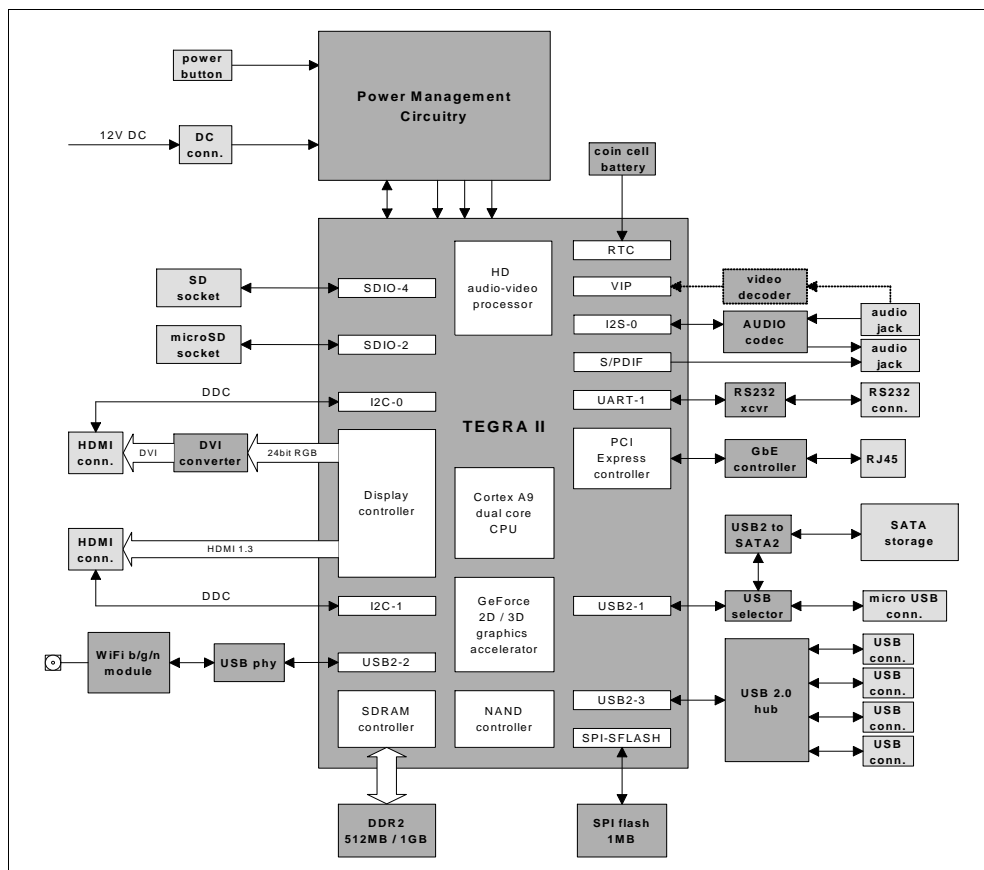 power
button
Power Management
Circuitry
12V DC
DC
conn.
coin cell
battery
RTC
HD
audio-video
processor
SD
socket
SDIO-4
VIP
video
decoder
microSD
socket
SDIO-2
I2S-0
AUDIO
codec
audio
jack
S/PDIF
audio
jack
DDC
I2C-0
TEGRA II
UART-1
RS232
xcvr
RS232
conn.
HDMI
conn.
DVI
DVI
converter
24bit RGB
Display
controller
PCI
Express
controller
GbE
controller
RJ45
Cortex A9
dual core
CPU
HDMI
conn.
HDMI 1.3
USB2 to
SATA2
SATA
storage
DDC
I2C-1
GeForce
2D / 3D
graphics
accelerator
USB2-1
USB
selector
micro USB
conn.
WiFi b/g/n
module
USB phy
USB2-2
SDRAM
controller
NAND
controller
USB2-3
SPI-SFLASH
USB 2.0
hub
USB
conn.
USB
conn.
USB
conn.
USB
conn.
DDR2
512MB / 1GB
SPI flash
1MB